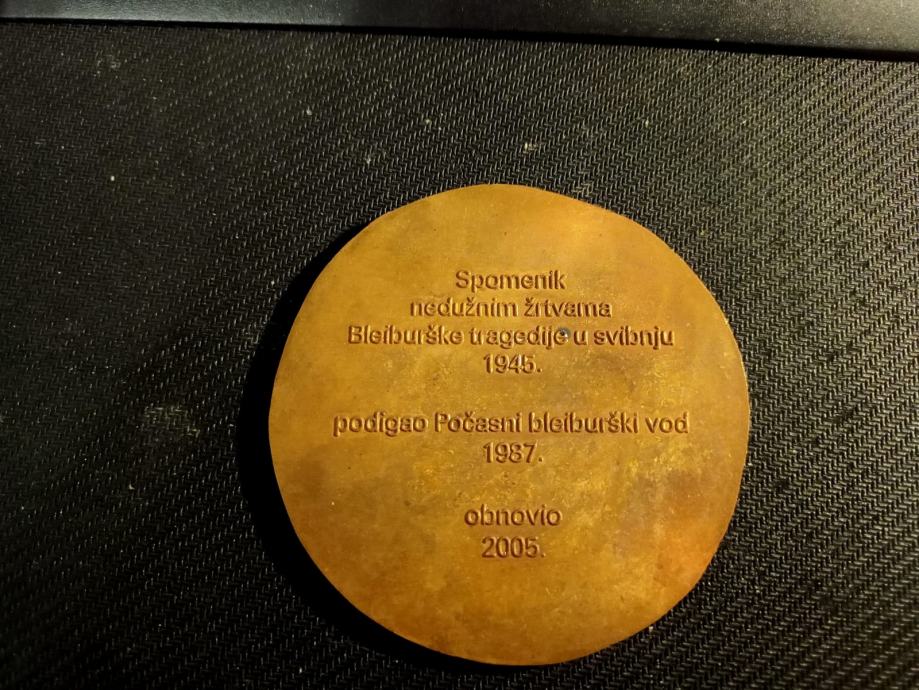 Spomenik
nedužnim žrtvama
Bleiburške tragedije u svibnju
1945.
podigao Počasni bleiburški vod
1987.
obnovio
2005.